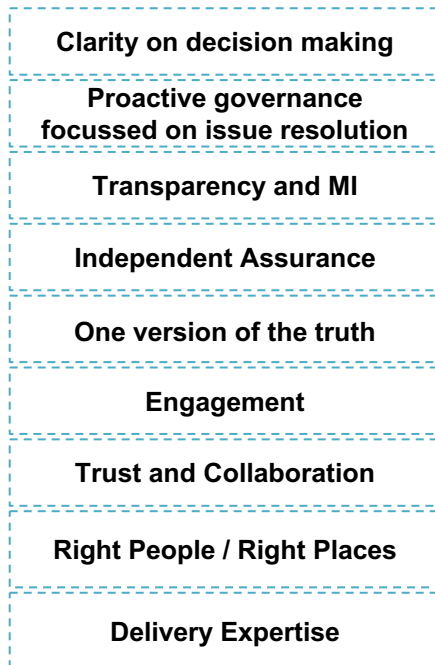 Clarity on decision making
Proactive governance
focussed on issue resolution
Transparency and MI
Independent Assurance
One version of the truth
Engagement
Trust and Collaboration
Right People / Right Places
Delivery Expertise